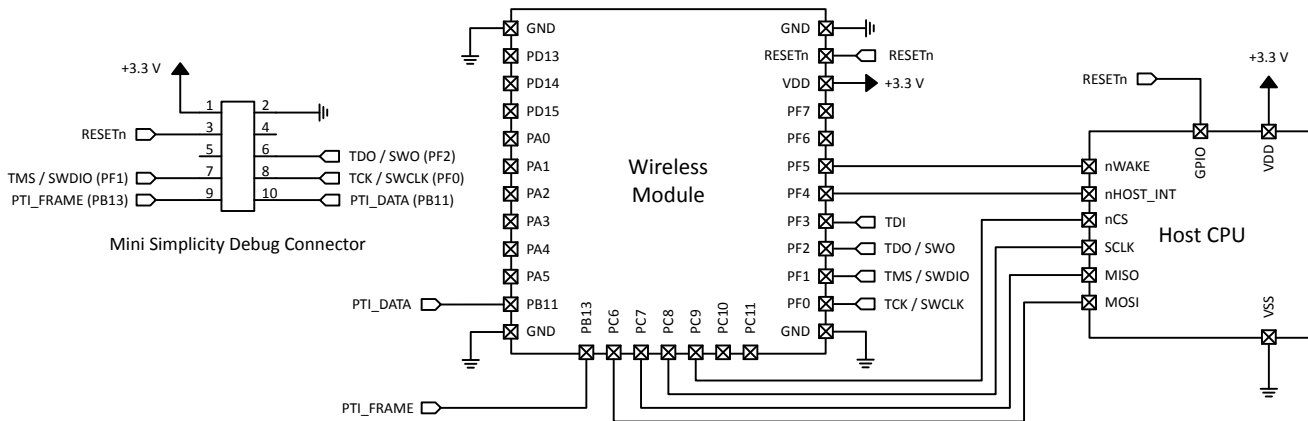 +3.3 V
1 2
RESETn 3 4
5 6 TDO / SWO (PF2)
TMS / SWDIO (PF1) 7 8 TCK / SWCLK (PF0)
PTI_FRAME (PB13) 9 10 PTI_DATA (PB11)
Mini Simplicity Debug Connector
GND
PD13
PD14
PD15
PA0
PA1
PA2
PA3
PA4
PA5
PTI_DATA PB11
GND
Wireless
Module
PB13
PC6
PC7
PC8
PC9
PC10
PC11
PTI_FRAME
GND
RESETn RESETn
VDD +3.3 V
PF7
PF6
PF5
PF4
PF3 TDI
PF2 TDO / SWO
PF1 TMS / SWDIO
PF0 TCK / SWCLK
GND
RESETn
+3.3 V
GPIO
VDD
nWAKE
nHOST_INT
nCS
SCLK
MISO
MOSI
Host CPU
VSS